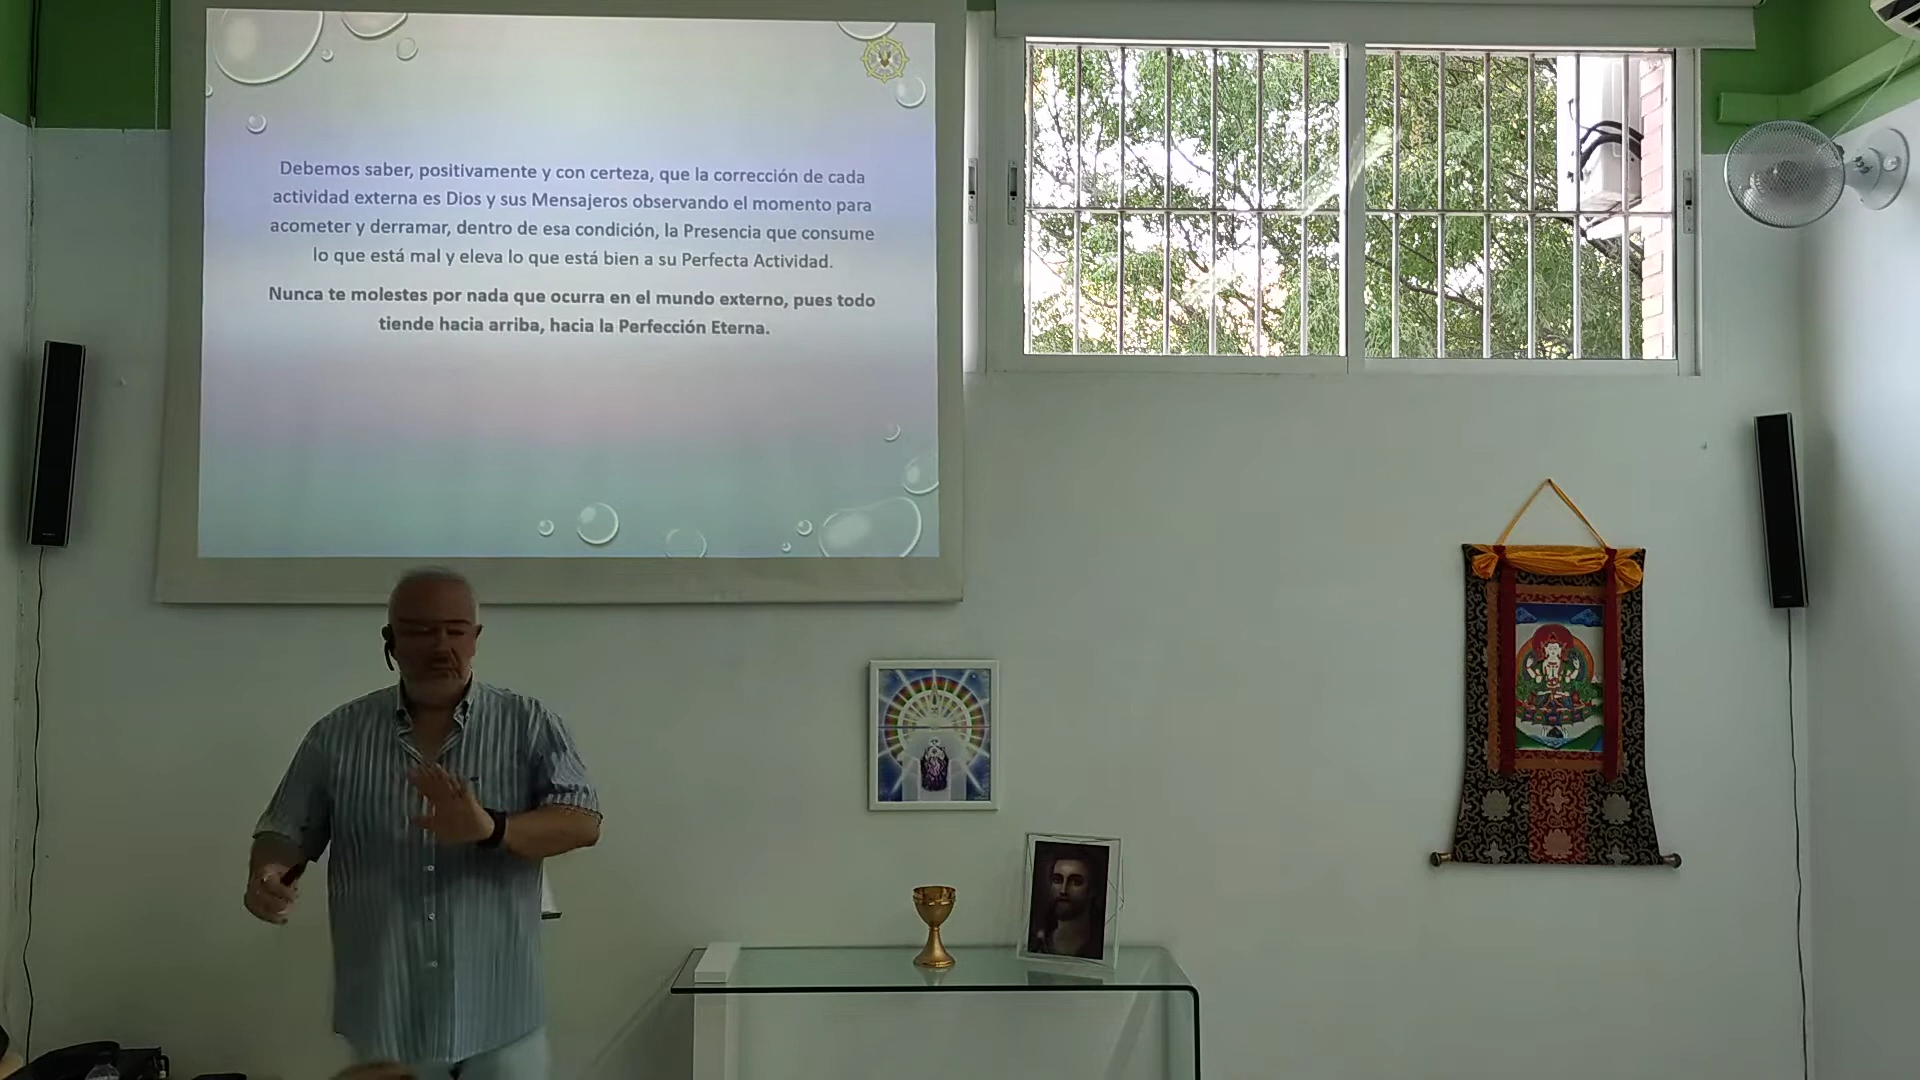 Debemos saber, positivamente y con certeza, que la corrección de cada
actividad externa es Dios y sus Mensajeros observando el momento para
acometer y derramar, dentro de esa condición, la Presencia que consume
lo que está mal y eleva lo que está bien a su Perfecta Actividad.
Nunca te molestes por nada que ocurra en el mundo externo, pues todo
tiende hacia arriba, hacia la Perfección Eterna.